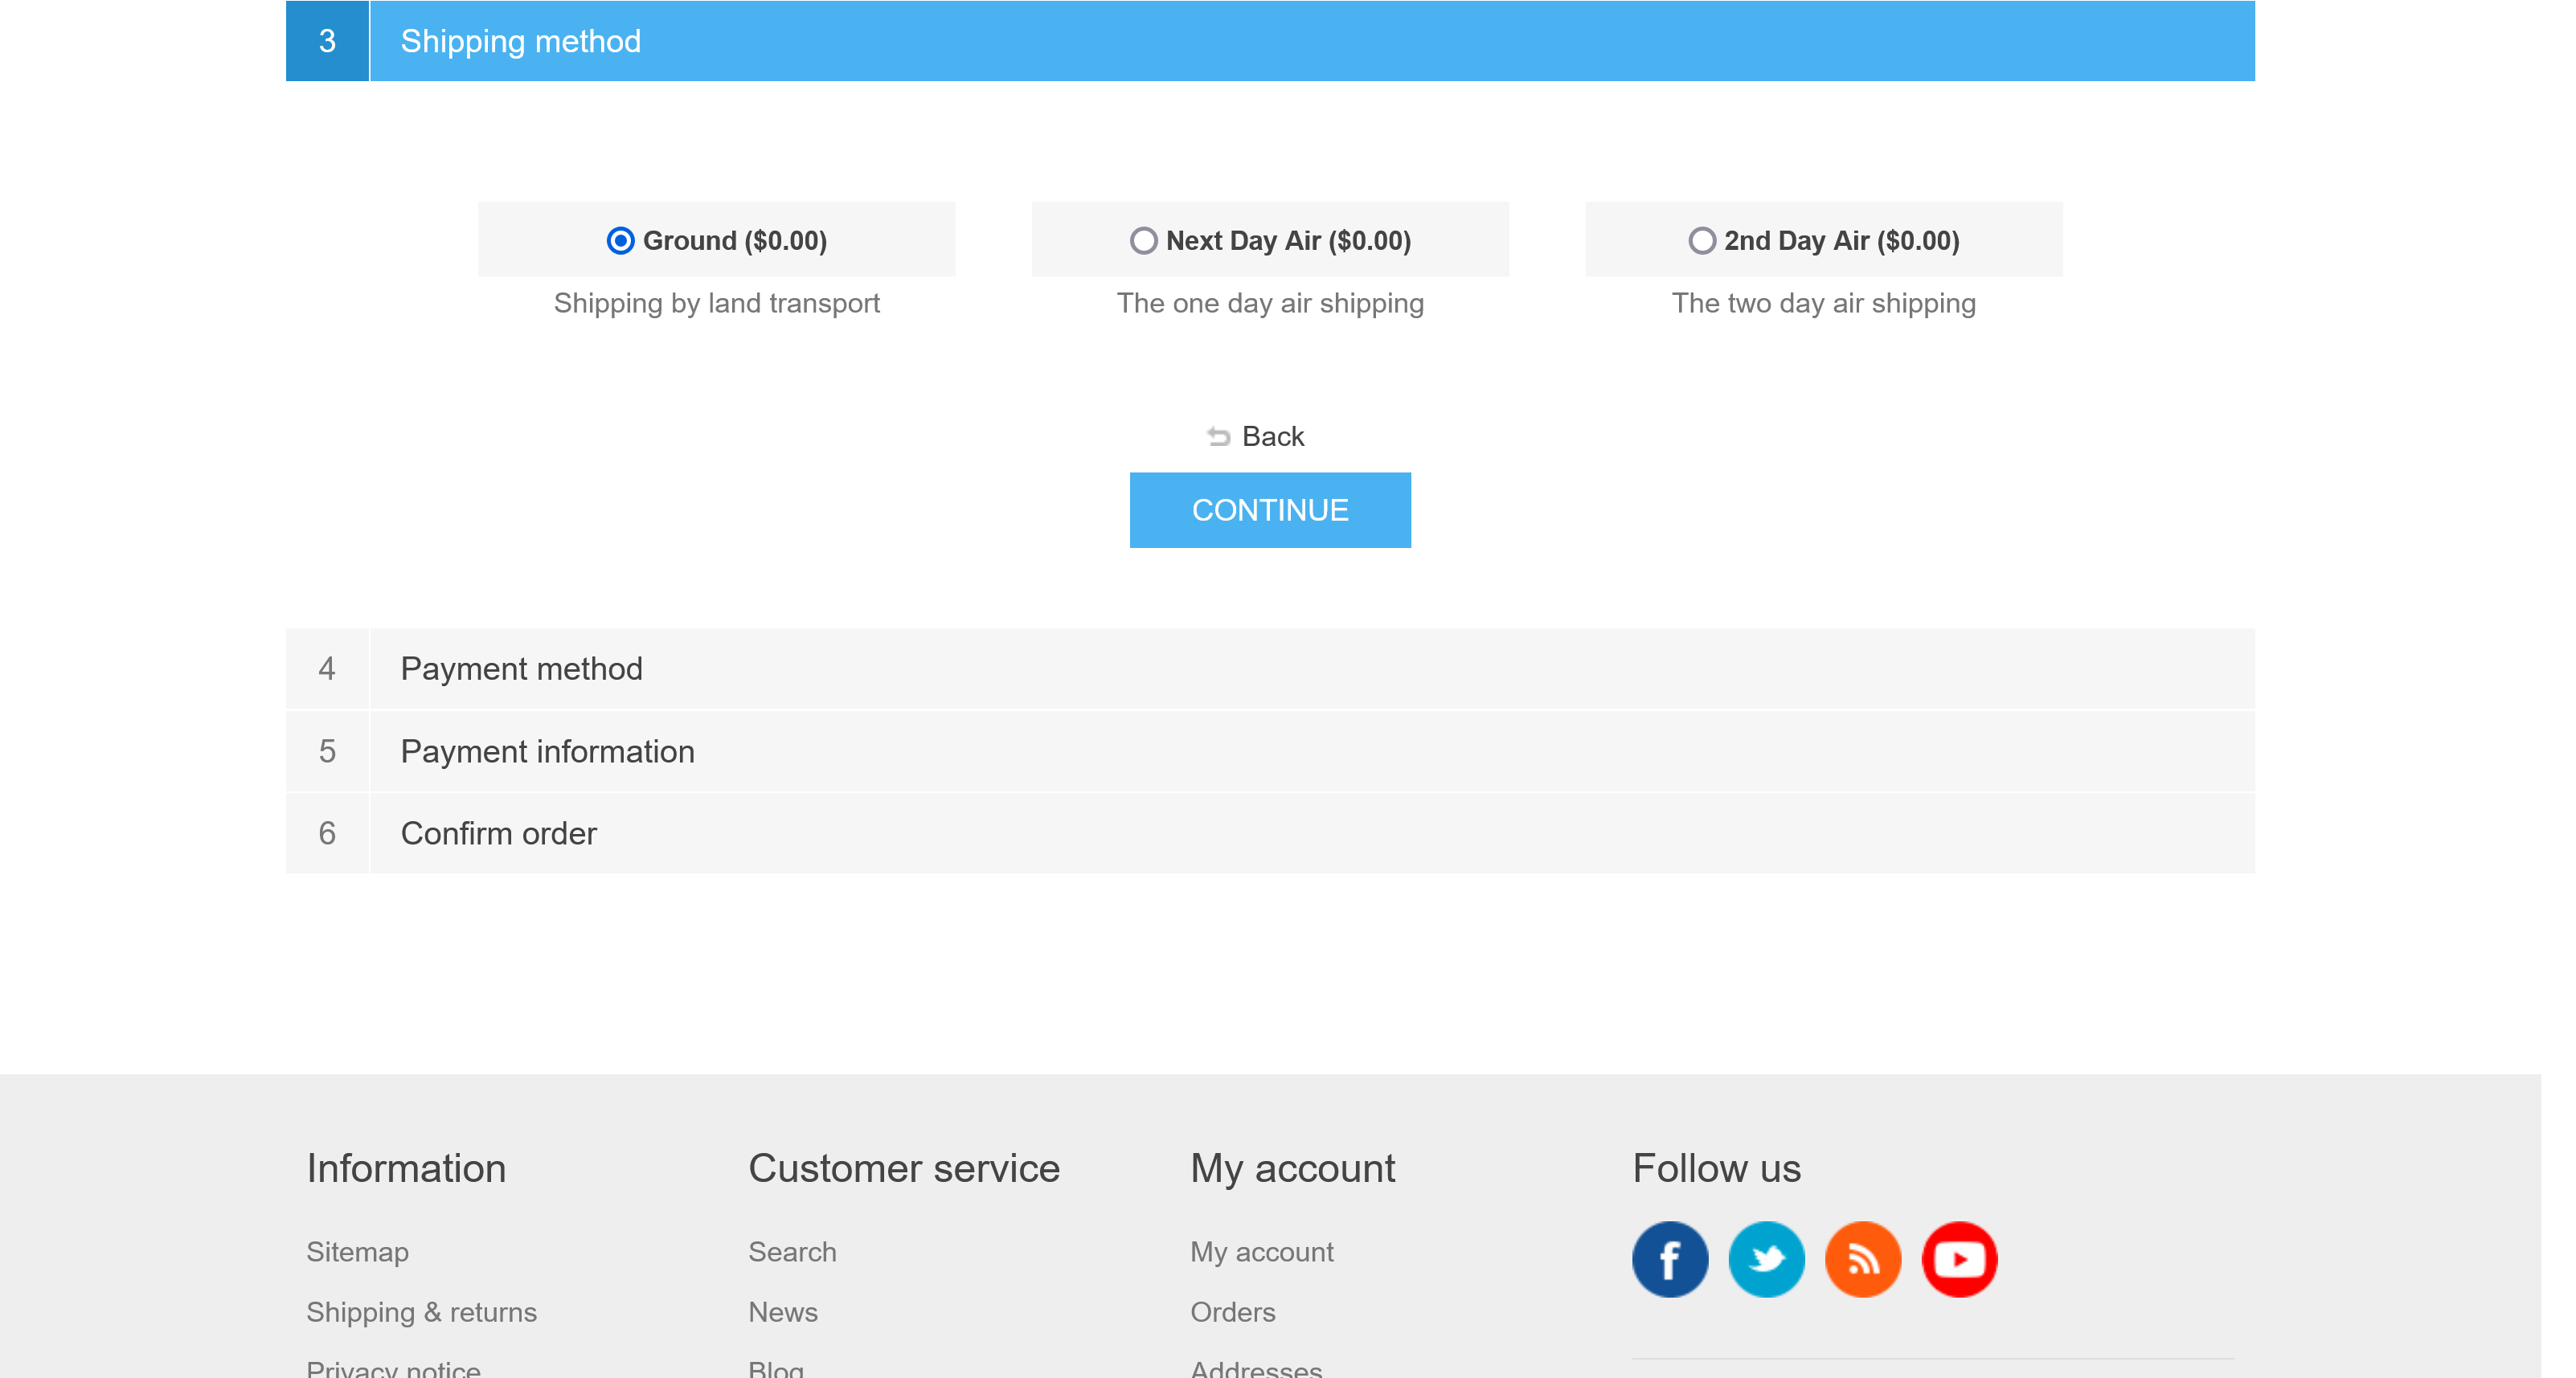 3 Shipping method
Ground ($0.00) Next Day Air ($0.00) 2nd Day Air ($0.00)
Shipping by land transport The one day air shipping The two day air shipping
Back
CONTINUE
4 Payment method
5 Payment information
6 Confirm order
Information Customer service My account Follow us
Sitemap Search My account
Shipping & returns News Orders
Privacy notice Blog Addresses